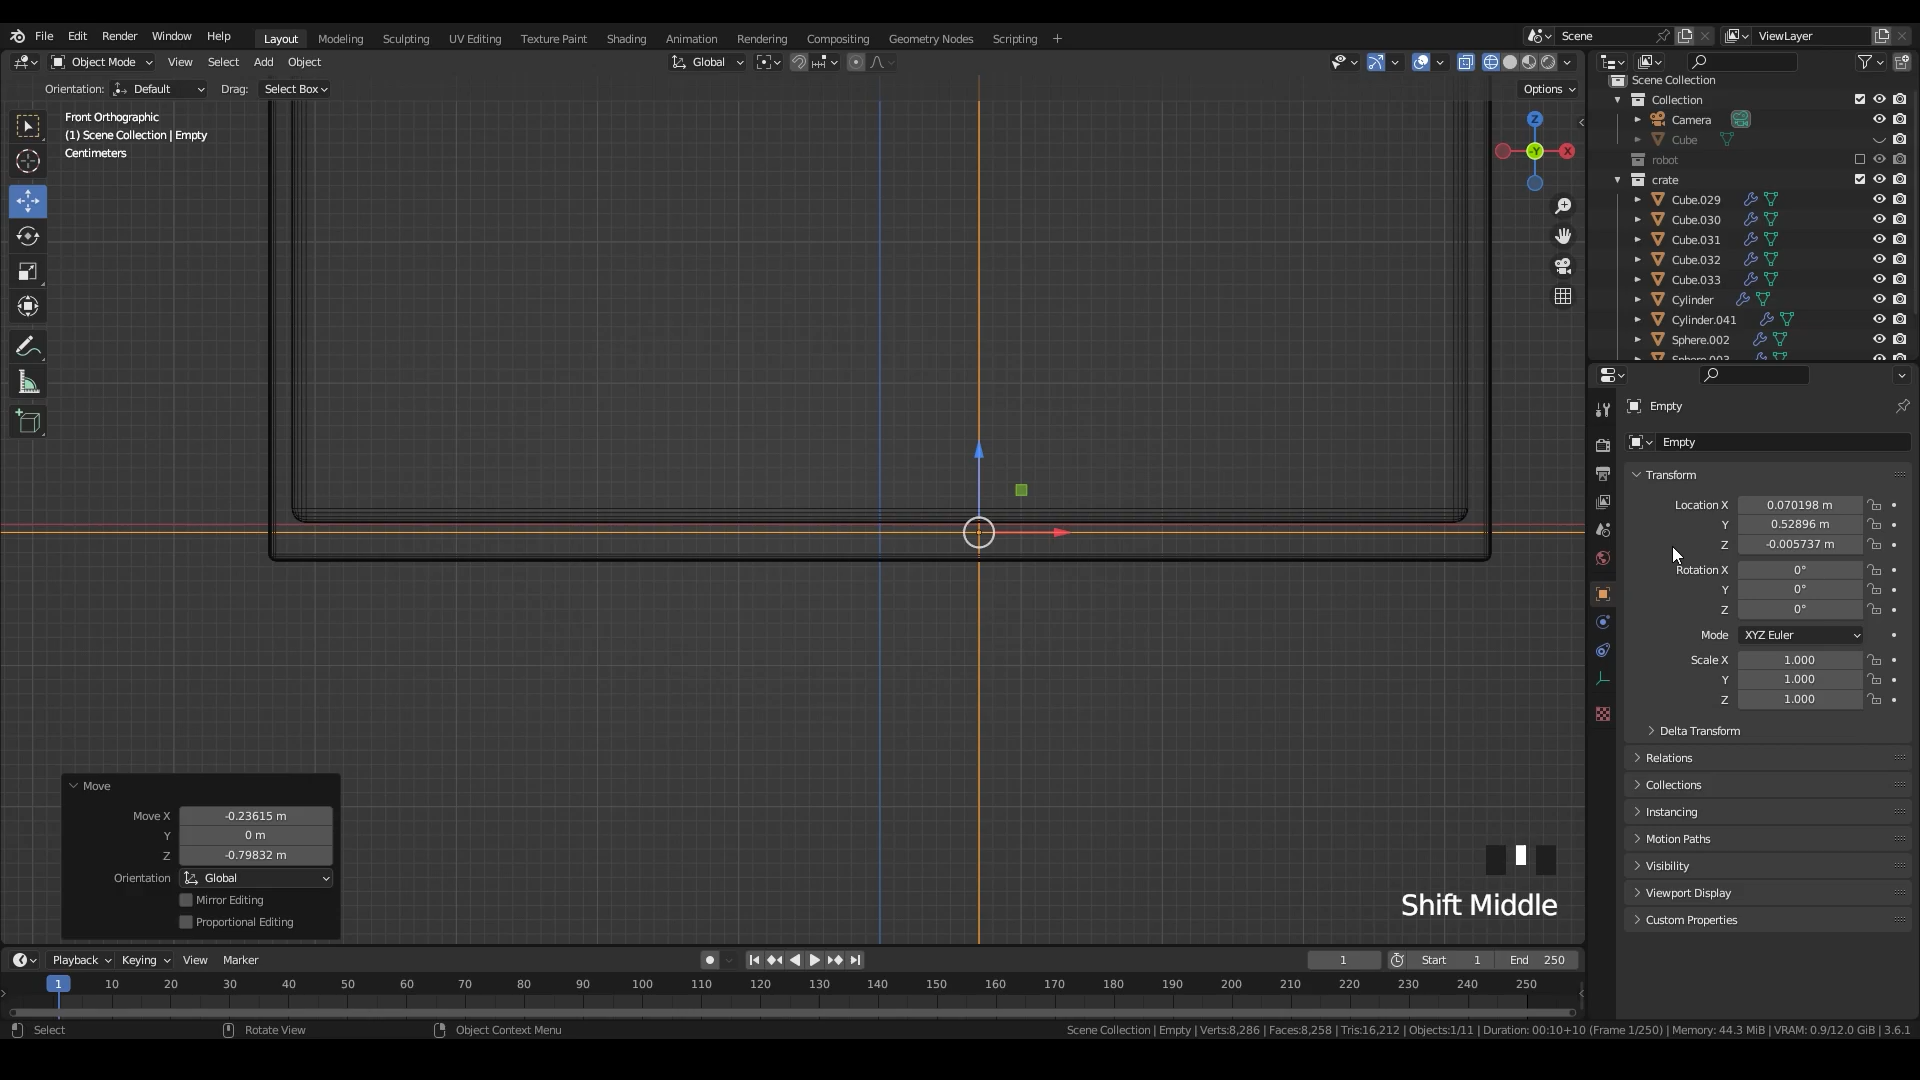 File Edit Render Window Help Layout Modeling Sculpting UV Editing Texture Paint Shading Animation Rendering Compositing Geometry Nodes Scripting + Scene ViewLayer
Object Mode View Select Add Object Global
Orientation: Default Drag: Select Box Options
Front Orthographic
(1) Scene Collection | Empty
Centimeters
Z
-Y
X
Scene Collection
Collection
Camera
Cube
robot
crate
Cube.029
Cube.030
Cube.031
Cube.032
Cube.033
Cylinder
Cylinder.041
Sphere.002
Sphere.003
Empty
Empty
Transform
Location X 0.070198 m
Y 0.52896 m
Z -0.005737 m
Rotation X 0°
Y 0°
Z 0°
Mode XYZ Euler
Scale X 1.000
Y 1.000
Z 1.000
Delta Transform
Relations
Collections
Instancing
Motion Paths
Visibility
Viewport Display
Custom Properties
Move
Move X -0.23615 m
Y 0 m
Z -0.79832 m
Orientation Global
Mirror Editing
Proportional Editing
Shift Middle
Playback Keying View Marker 1 Start 1 End 250
1 10 20 30 40 50 60 70 80 90 100 110 120 130 140 150 160 170 180 190 200 210 220 230 240 250
Select Rotate View Object Context Menu Scene Collection | Empty | Verts:8,286 | Faces:8,258 | Tris:16,212 | Objects:1/11 | Duration: 00:10+10 (Frame 1/250) | Memory: 44.3 MiB | VRAM: 0.9/12.0 GiB | 3.6.1